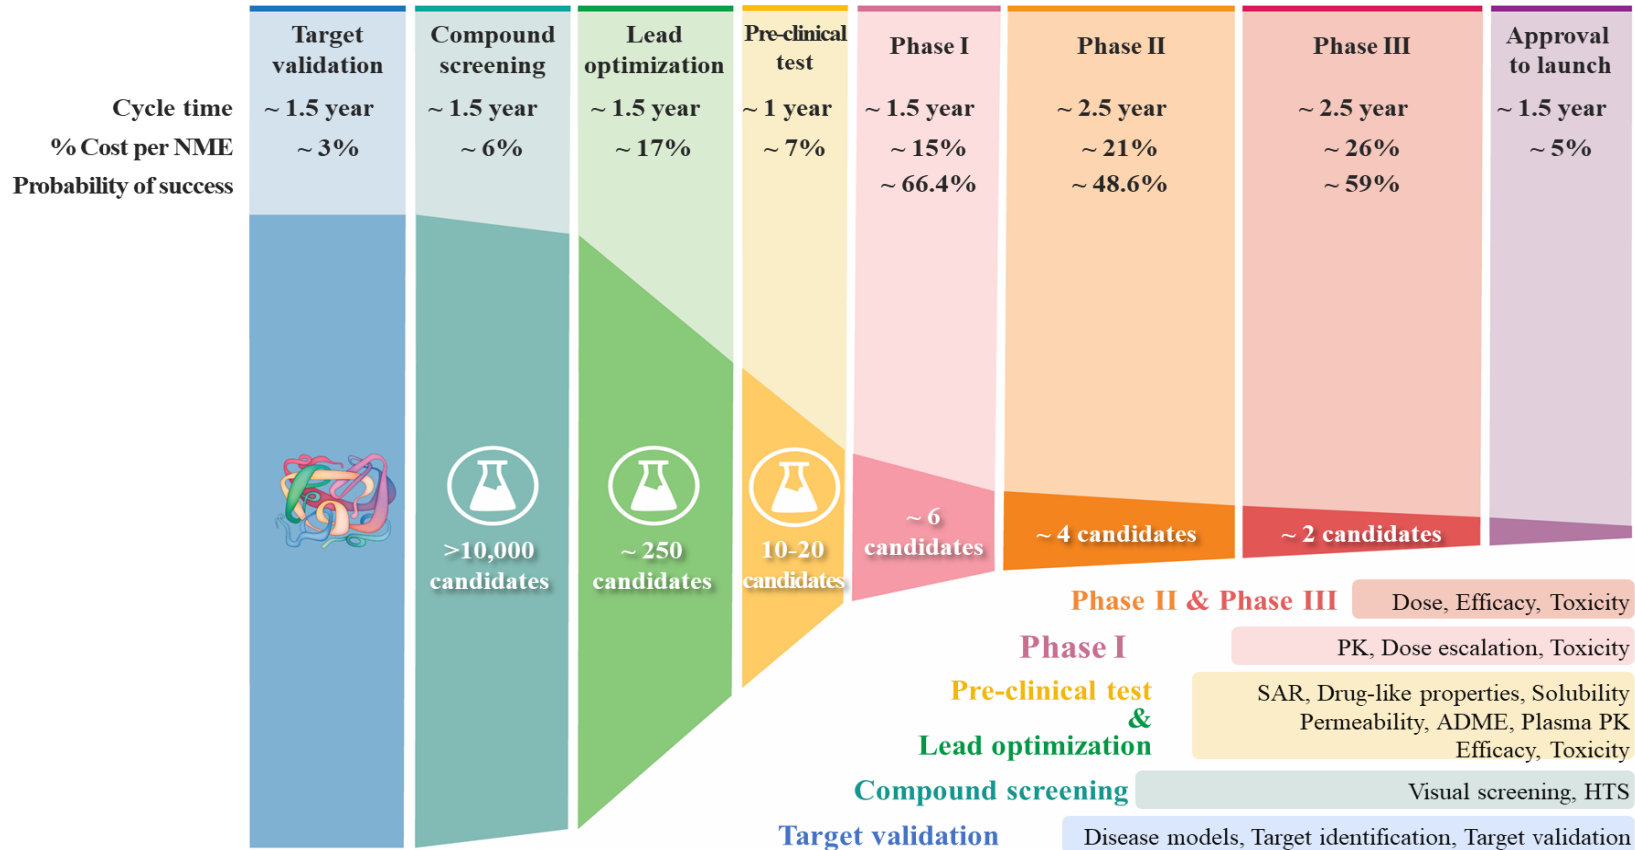 Target validation
Compound screening
Lead optimization
Pre-clinical test
Phase I
Phase II
Phase III
Approval to launch
Cycle time ~ 1.5 year ~ 1.5 year ~ 1.5 year ~ 1 year ~ 1.5 year ~ 2.5 year ~ 2.5 year ~ 1.5 year
% Cost per NME ~ 3% ~ 6% ~ 17% ~ 7% ~ 15% ~ 21% ~ 26% ~ 5%
Probability of success ~ 66.4% ~ 48.6% ~ 59%
>10,000
candidates
~ 250
candidates
10-20
candidates
~ 6
candidates
~ 4 candidates
~ 2 candidates
Phase II & Phase III Dose, Efficacy, Toxicity
Phase I PK, Dose escalation, Toxicity
Pre-clinical test
&
Lead optimization
SAR, Drug-like properties, Solubility
Permeability, ADME, Plasma PK
Efficacy, Toxicity
Compound screening Visual screening, HTS
Target validation Disease models, Target identification, Target validation